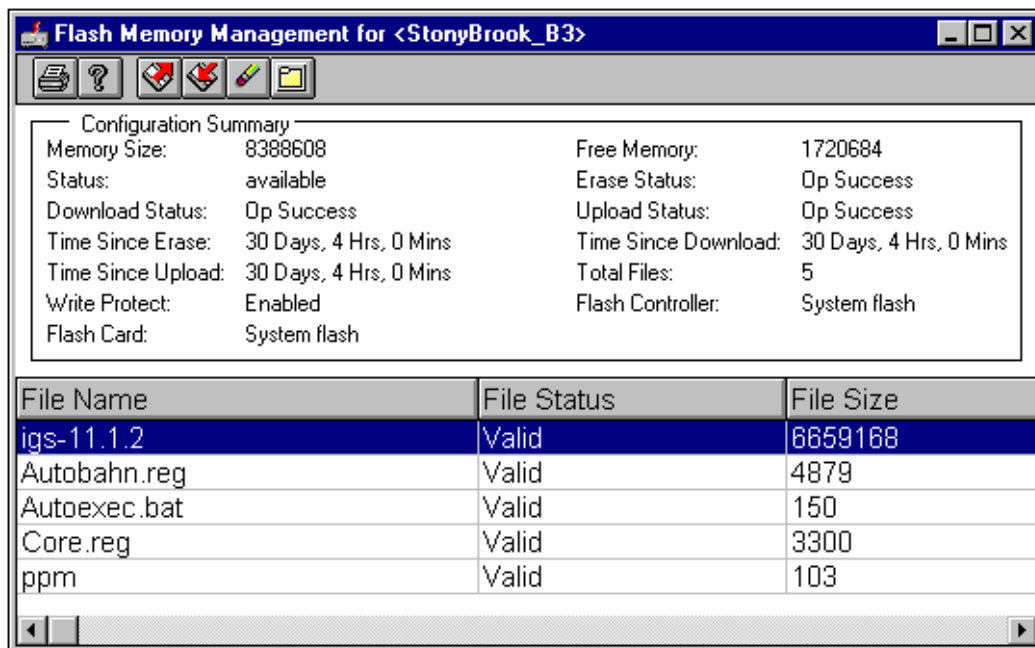 Flash Memory Management for <StonyBrook_B3>
Configuration Summary
Memory Size: 8388608 Free Memory: 1720684
Status: available Erase Status: Op Success
Download Status: Op Success Upload Status: Op Success
Time Since Erase: 30 Days, 4 Hrs, 0 Mins Time Since Download: 30 Days, 4 Hrs, 0 Mins
Time Since Upload: 30 Days, 4 Hrs, 0 Mins Total Files: 5
Write Protect: Enabled Flash Controller: System flash
Flash Card: System flash
File Name File Status File Size
igs-11.1.2 Valid 6659168
Autobahn.reg Valid 4879
Autoexec.bat Valid 150
Core.reg Valid 3300
ppm Valid 103